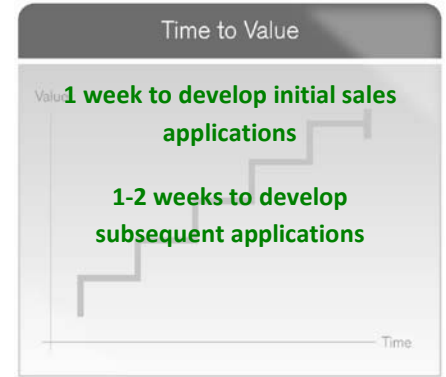 Time to Value
Value
1 week to develop initial sales
applications
1-2 weeks to develop
subsequent applications
Time